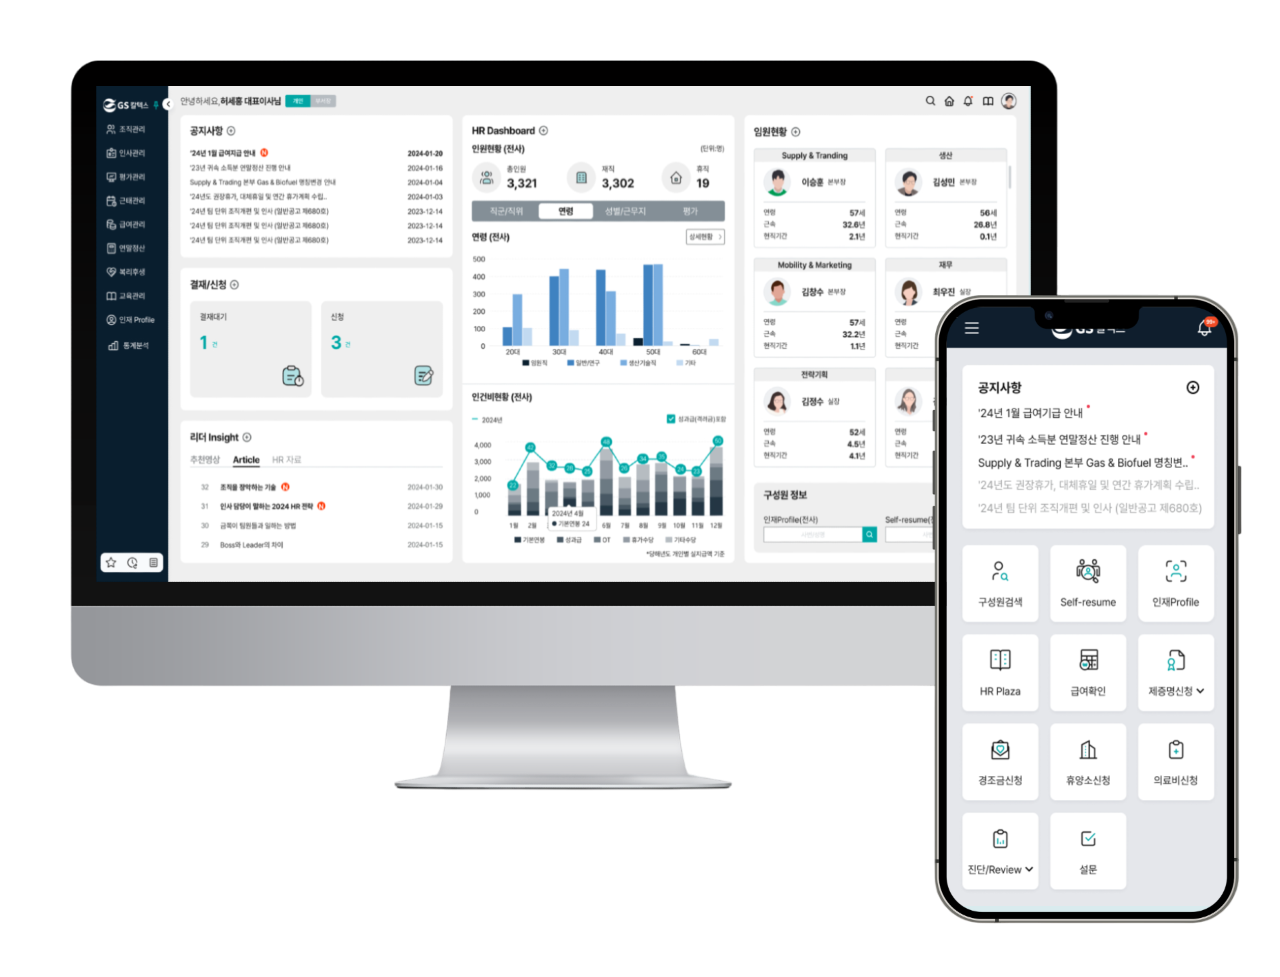 GS칼텍스
조직관리
인사관리
평가관리
근태관리
급여관리
연말정산
복리후생
교육관리
인재 Profile
통계분석
안녕하세요, 허세홍 대표이사님
개인
공지사항
'24년 1월 급여지급 안내 N 2024-01-20
'23년 귀속 소득분 연말정산 진행 안내 2024-01-16
Supply & Trading 본부 Gas & Biofuel 명칭변경 안내 2024-01-04
'24년도 권장휴가, 대체휴일 및 연간 휴가계획 수립.. 2024-01-03
'24년 팀 단위 조직개편 및 인사 (일반공고 제680호) 2023-12-14
'24년 팀 단위 조직개편 및 인사 (일반공고 제680호) 2023-12-14
'24년 팀 단위 조직개편 및 인사 (일반공고 제680호) 2023-12-14
결재/신청
결재대기
1 건
신청
3 건
리더 Insight
추천영상 Article HR 자료
32 조직을 장악하는 기술 N 2024-01-30
31 인사 담당이 말하는 2024 HR 전략 N 2024-01-29
30 급격이 팀원들과 일하는 방법 2024-01-15
29 Boss와 Leader의 차이 2024-01-15
HR Dashboard
인원현황 (전사) (단위:명)
총인원 3,321
재직 3,302
휴직 19
직군/직위 연령 성별/근무지 평가
연령 (전사) 상세현황 >
500
400
300
200
100
0
20대 30대 40대 50대 60대
임원직 일반/연구 생산기술직 기타
인건비현황 (전사)
2024년 성과급(격려금)포함
4,000
3,000
2,000
1,000
0
2024년 4월
기본연봉 24
1월 2월 6월 7월 8월 9월 10월 11월 12월
기본연봉 성과급 OT 휴가수당 기타수당
*당해년도 개인별 실지급액 기준
임원현황
Supply & Tranding
이승훈 본부장
연령 57세
근속 32.6년
현직기간 2.1년
생산
김성민 본부장
연령 56세
근속 26.8년
현직기간 0.1년
Mobility & Marketing
김창수 본부장
연령 57세
근속 32.2년
현직기간 1.1년
재무
최우진 실장
연령
근속
현직기간
전략기획
김정수 실장
연령 52세
근속 4.5년
현직기간 4.1년
연령
근속
현직기간
구성원 정보
인재Profile(전사)
Self-resume(
GS칼텍스
99+
공지사항
'24년 1월 급여기급 안내
'23년 귀속 소득분 연말정산 진행 안내
Supply & Trading 본부 Gas & Biofuel 명칭변..
'24년도 권장휴가, 대체휴일 및 연간 휴가계획 수립..
'24년 팀 단위 조직개편 및 인사 (일반공고 제680호)
구성원검색
Self-resume
인재Profile
HR Plaza
급여확인
제증명신청
경조금신청
휴양소신청
의료비신청
진단/Review
설문